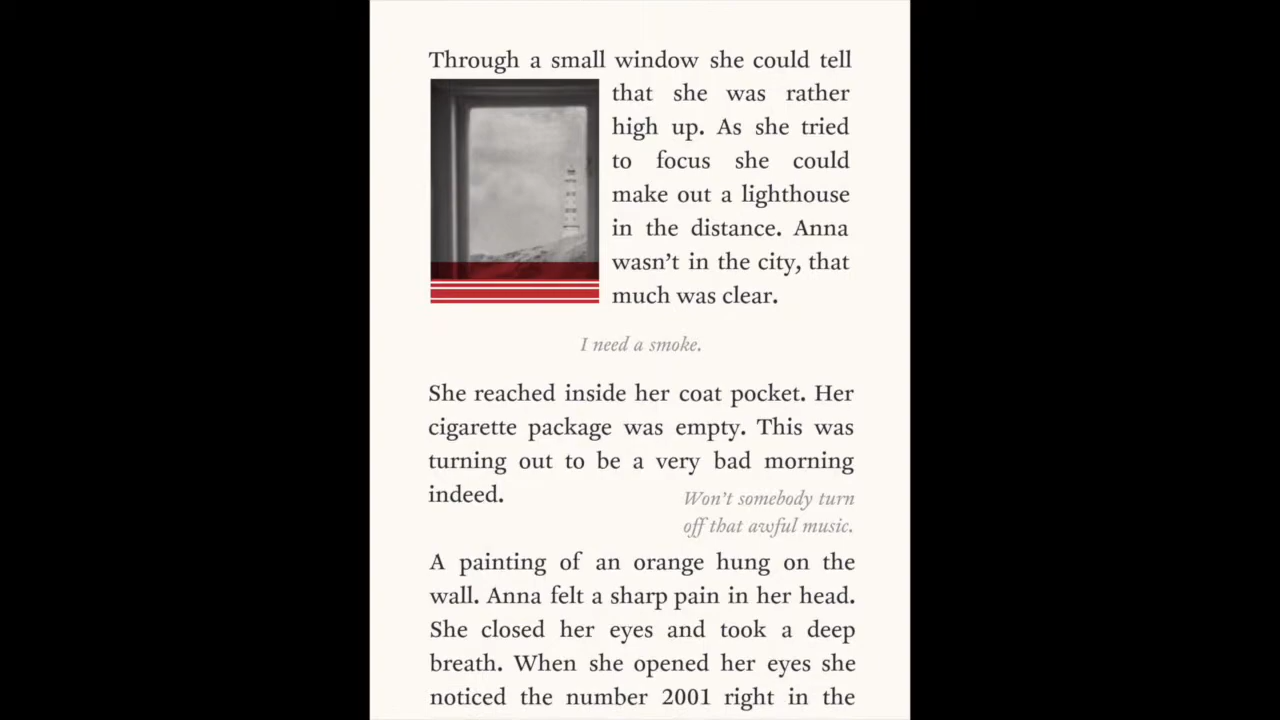 Through a small window she could tell
that she was rather
high up. As she tried
to focus she could
make out a lighthouse
in the distance. Anna
wasn't in the city, that
much was clear.
I need a smoke.
She reached inside her coat pocket. Her
cigarette package was empty. This was
turning out to be a very bad morning
indeed.
Won't somebody turn
off that awful music.
A painting of an orange hung on the
wall. Anna felt a sharp pain in her head.
She closed her eyes and took a deep
breath. When she opened her eyes she
noticed the number 2001 right in the